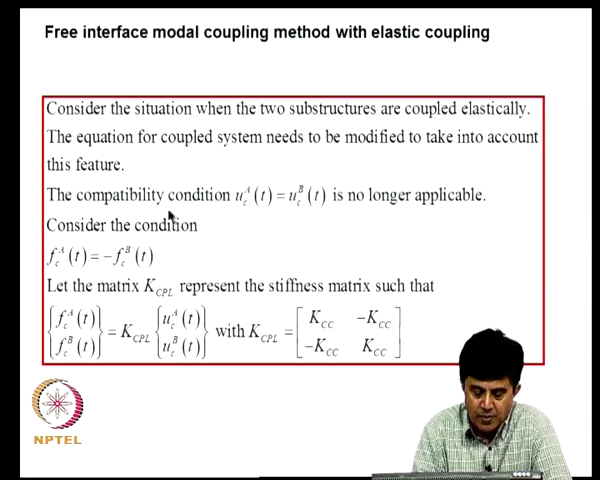 Free interface modal coupling method with elastic coupling
Consider the situation when the two substructures are coupled elastically.
The equation for coupled system needs to be modified to take into account
this feature.
The compatibility condition u_c^A(t) = u_c^B(t) is no longer applicable.
Consider the condition
f_c^A(t) = -f_c^B(t)
Let the matrix K_CPL represent the stiffness matrix such that
{f_c^A(t) f_c^B(t)} = K_CPL {u_c^A(t) u_c^B(t)} with K_CPL = [K_CC -K_CC -K_CC K_CC]
NPTEL